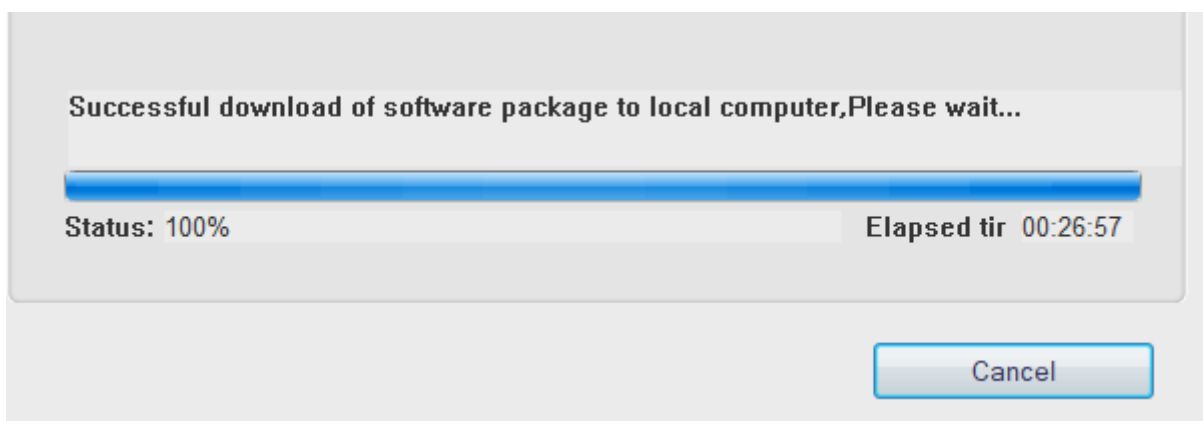 Successful download of software package to local computer,Please wait...
Status: 100% Elapsed tir 00:26:57
Cancel